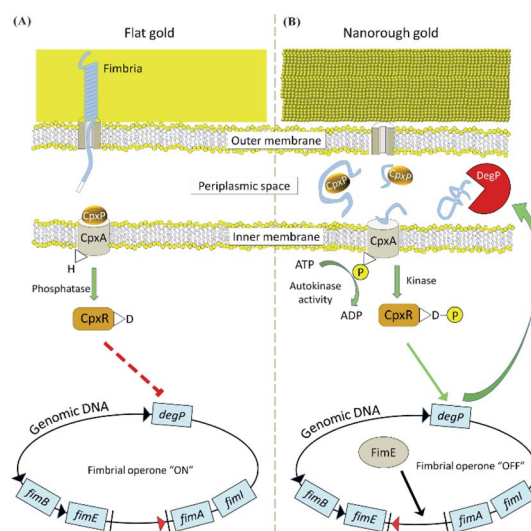 (A)
Flat gold
Fimbria
CpxP
CpxA
H
Phosphatase
CpxR
D
degP
Genomic DNA
Fimbrial operone "ON"
fimB
fimE
fimA
fimI
(B)
Nanorough gold
Outer membrane
Periplasmic space
Inner membrane
CpxP
CpxP
DegP
CpxA
ATP
P
Autokinase
activity
ADP
Kinase
CpxR
D
P
degP
Genomic DNA
FimE
Fimbrial operone "OFF"
fimB
fimE
fimA
fimI